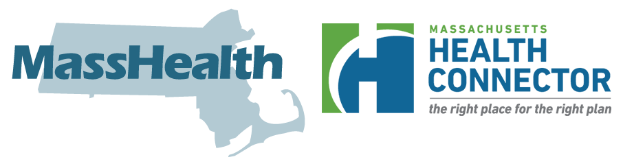 MassHealth
MASSACHUSETTS
HEALTH
CONNECTOR
the right place for the right plan